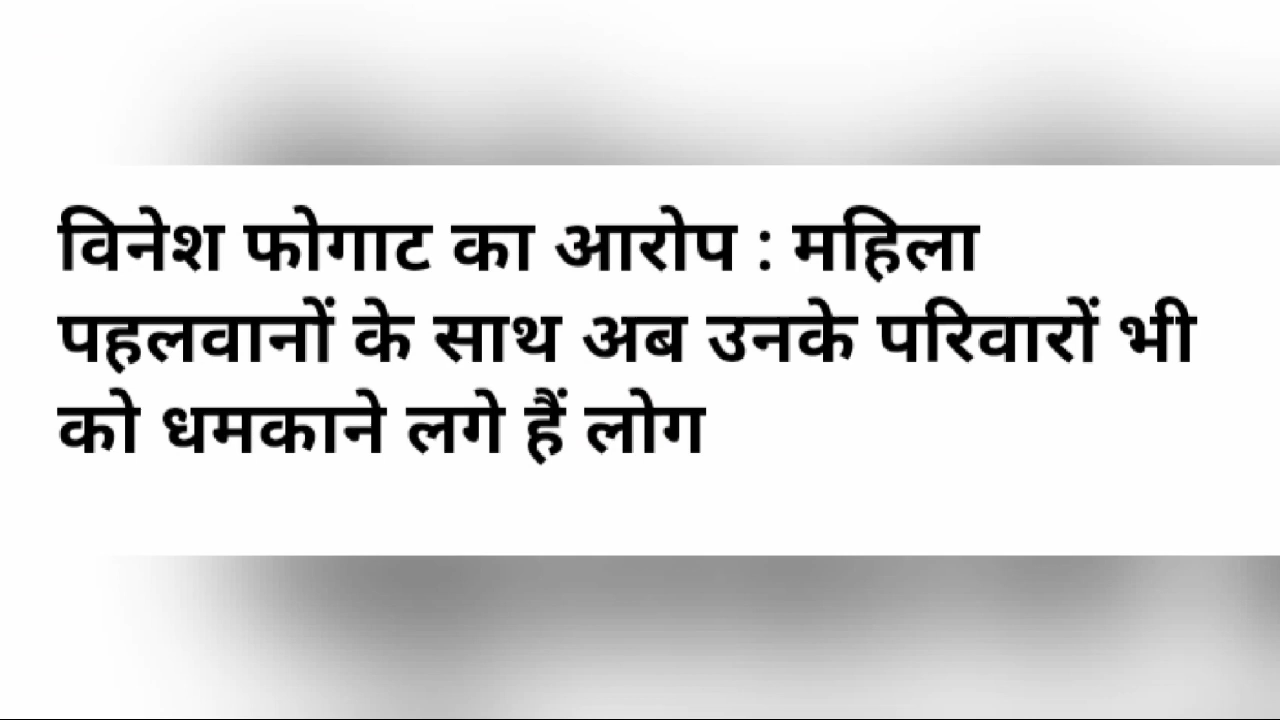 विनेश फोगाट का आरोप : महिला
पहलवानों के साथ अब उनके परिवारों भी
को धमकाने लगे हैं लोग